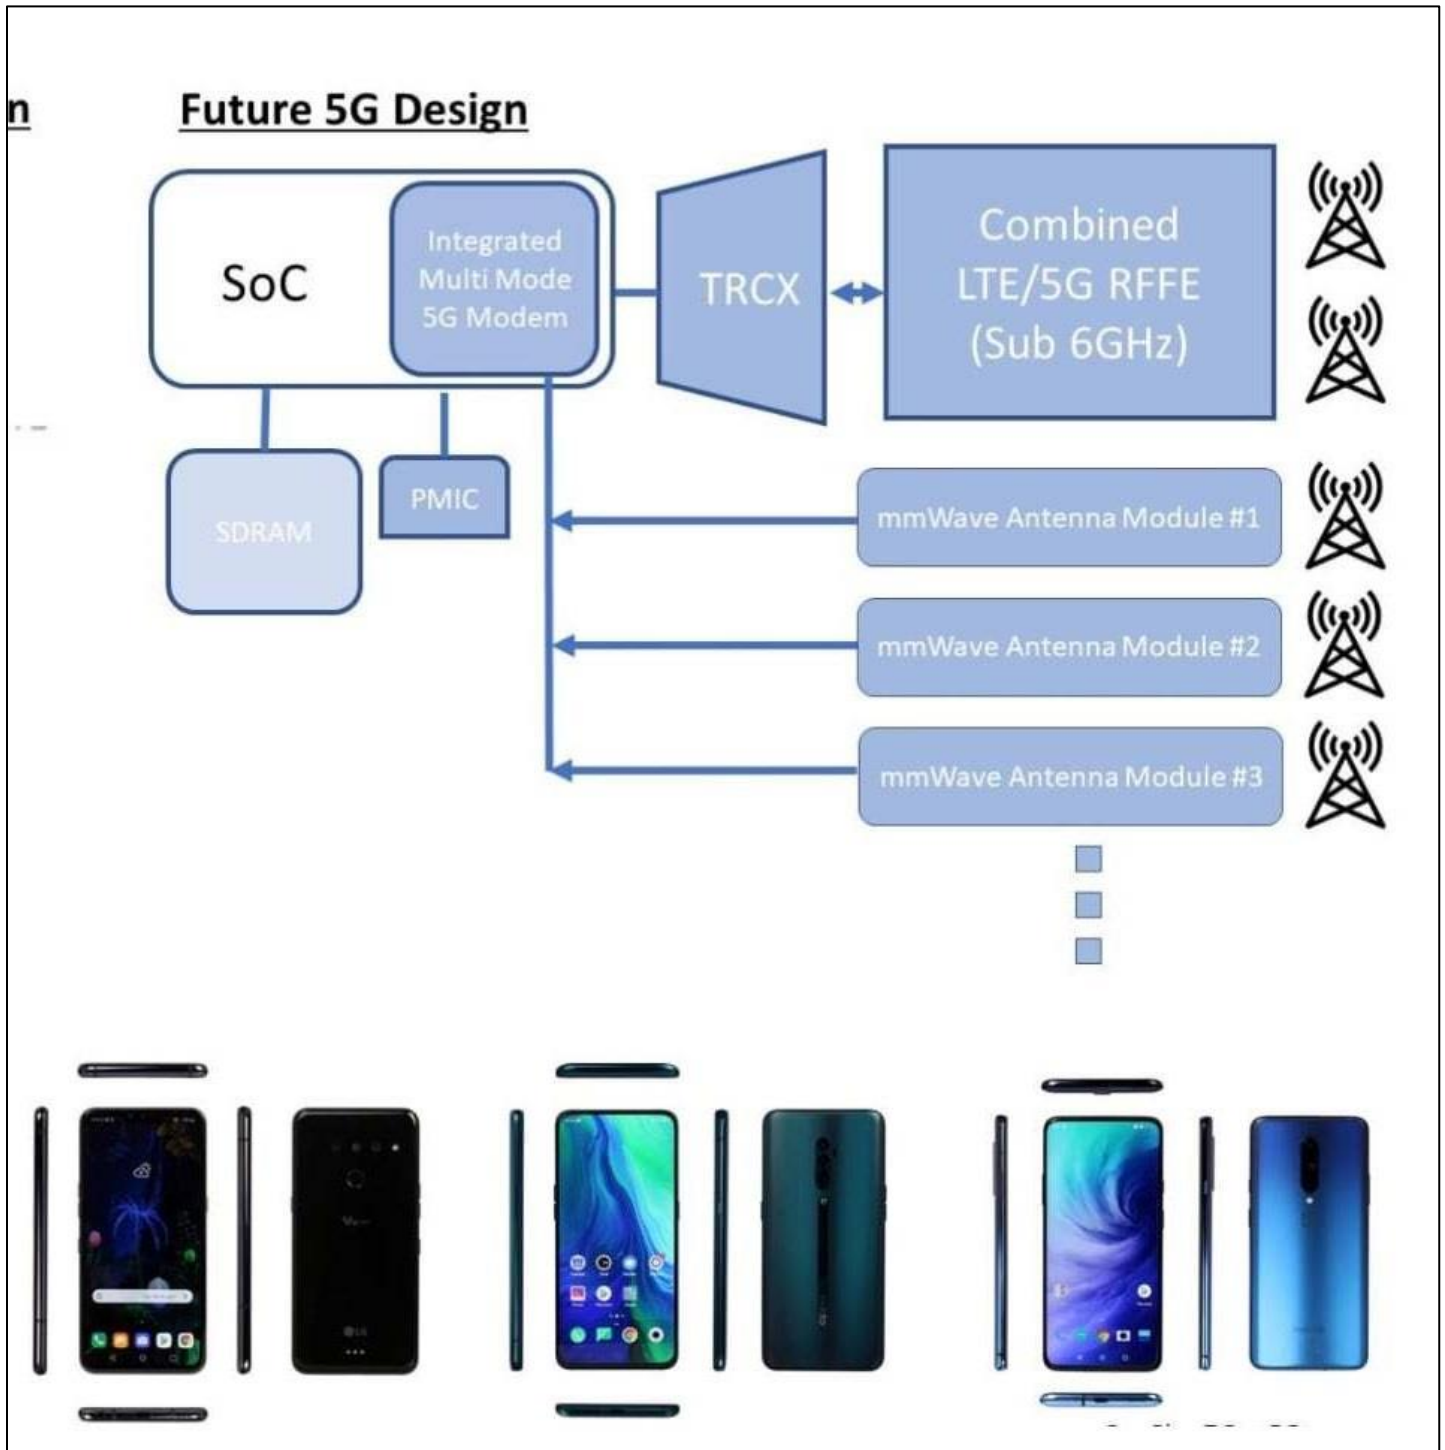 n
Future 5G Design
SoC
Integrated
Multi Mode
5G Modem
TRCX
Combined
LTE/5G RFFE
(Sub 6GHz)
SDRAM
PMIC
mmWave Antenna Module #1
mmWave Antenna Module #2
mmWave Antenna Module #3
LG